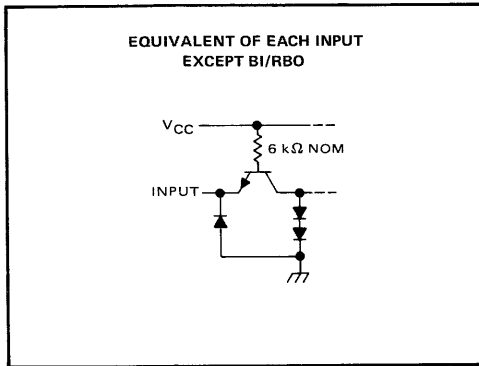 EQUIVALENT OF EACH INPUT
EXCEPT BI/RBO
VCC
6 kΩ NOM
INPUT